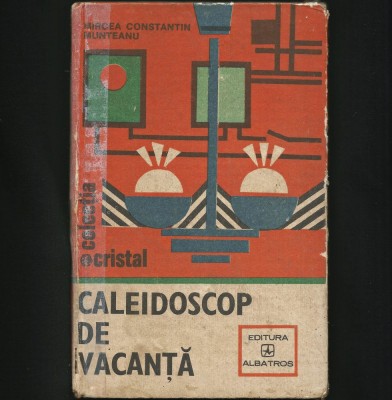 MIRCEA CONSTANTIN
MUNTEANU
colecția
cristal
CALEIDOSCOP
DE
VACANȚĂ
EDITURA
ALBATROS